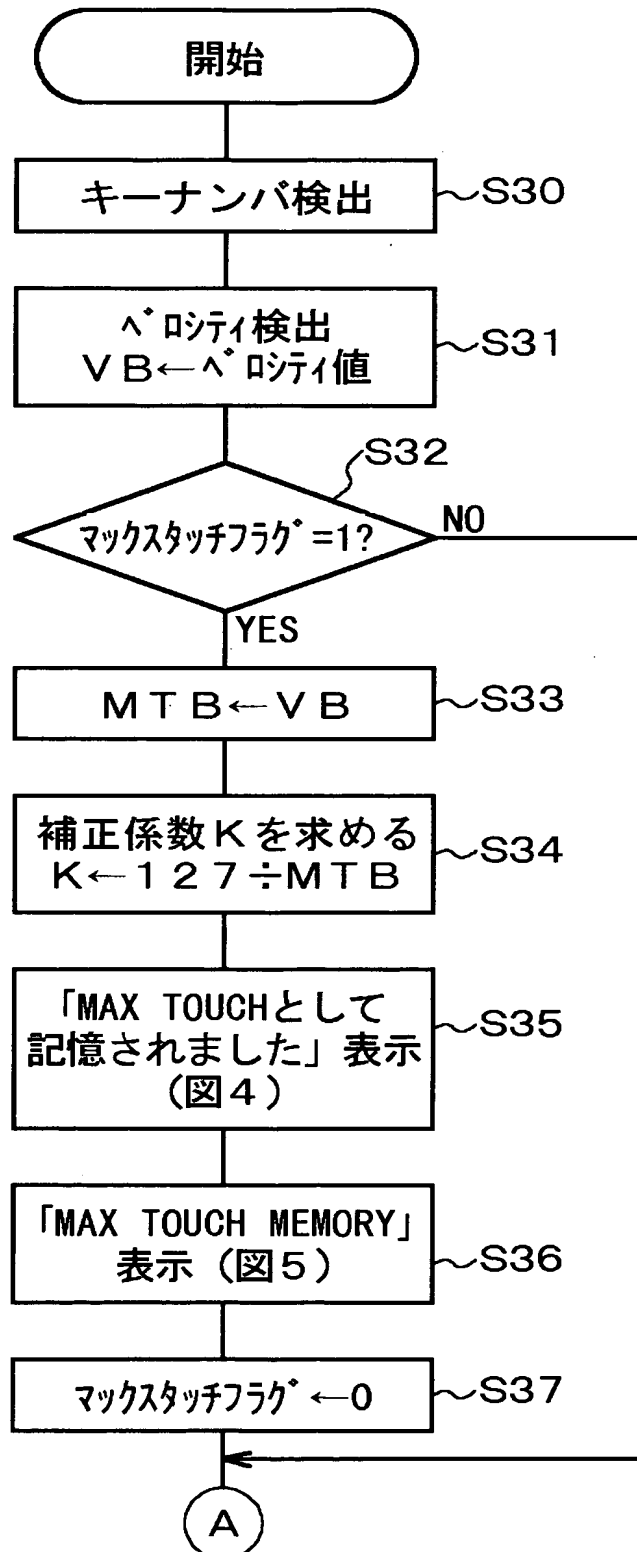 開始
キーナンバ検出
S30
ベロシティ検出
VB←ベロシティ値
S31
S32
マックスタッチフラグ=1?
NO
YES
MTB←VB
S33
補正係数Kを求める
K←127÷MTB
S34
「MAX TOUCHとして
記憶されました」表示
(図4)
S35
「MAX TOUCH MEMORY」
表示(図5)
S36
マックスタッチフラグ←0
S37
A